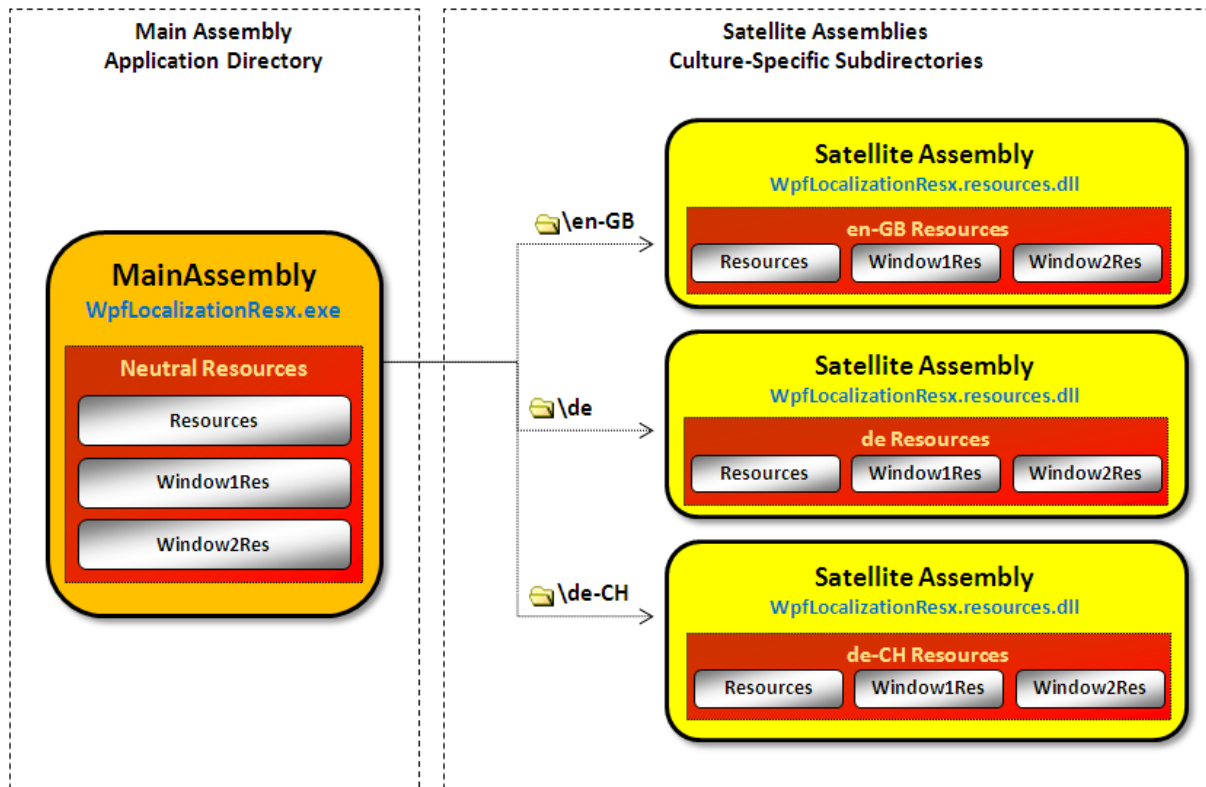 Main Assembly
Application Directory
Satellite Assemblies
Culture-Specific Subdirectories
MainAssembly
WpfLocalizationResx.exe
Neutral Resources
Resources
Window1Res
Window2Res
\en-GB
\de
\de-CH
Satellite Assembly
WpfLocalizationResx.resources.dll
en-GB Resources
Resources Window1Res Window2Res
Satellite Assembly
WpfLocalizationResx.resources.dll
de Resources
Resources Window1Res Window2Res
Satellite Assembly
WpfLocalizationResx.resources.dll
de-CH Resources
Resources Window1Res Window2Res